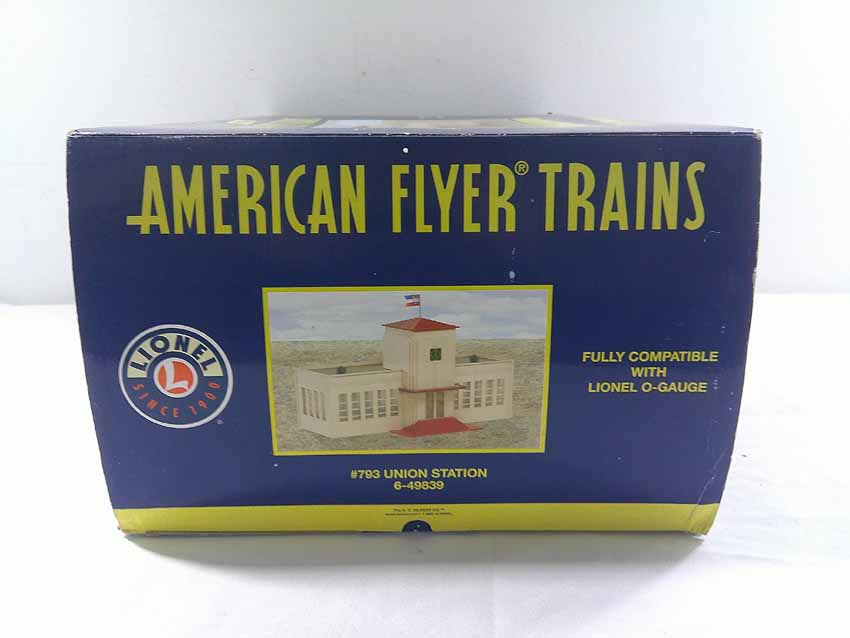 AMERICAN FLYER® TRAINS
LIONEL
L
SINCE 1900
FULLY COMPATIBLE
WITH
LIONEL O-GAUGE
#793 UNION STATION
6-49839